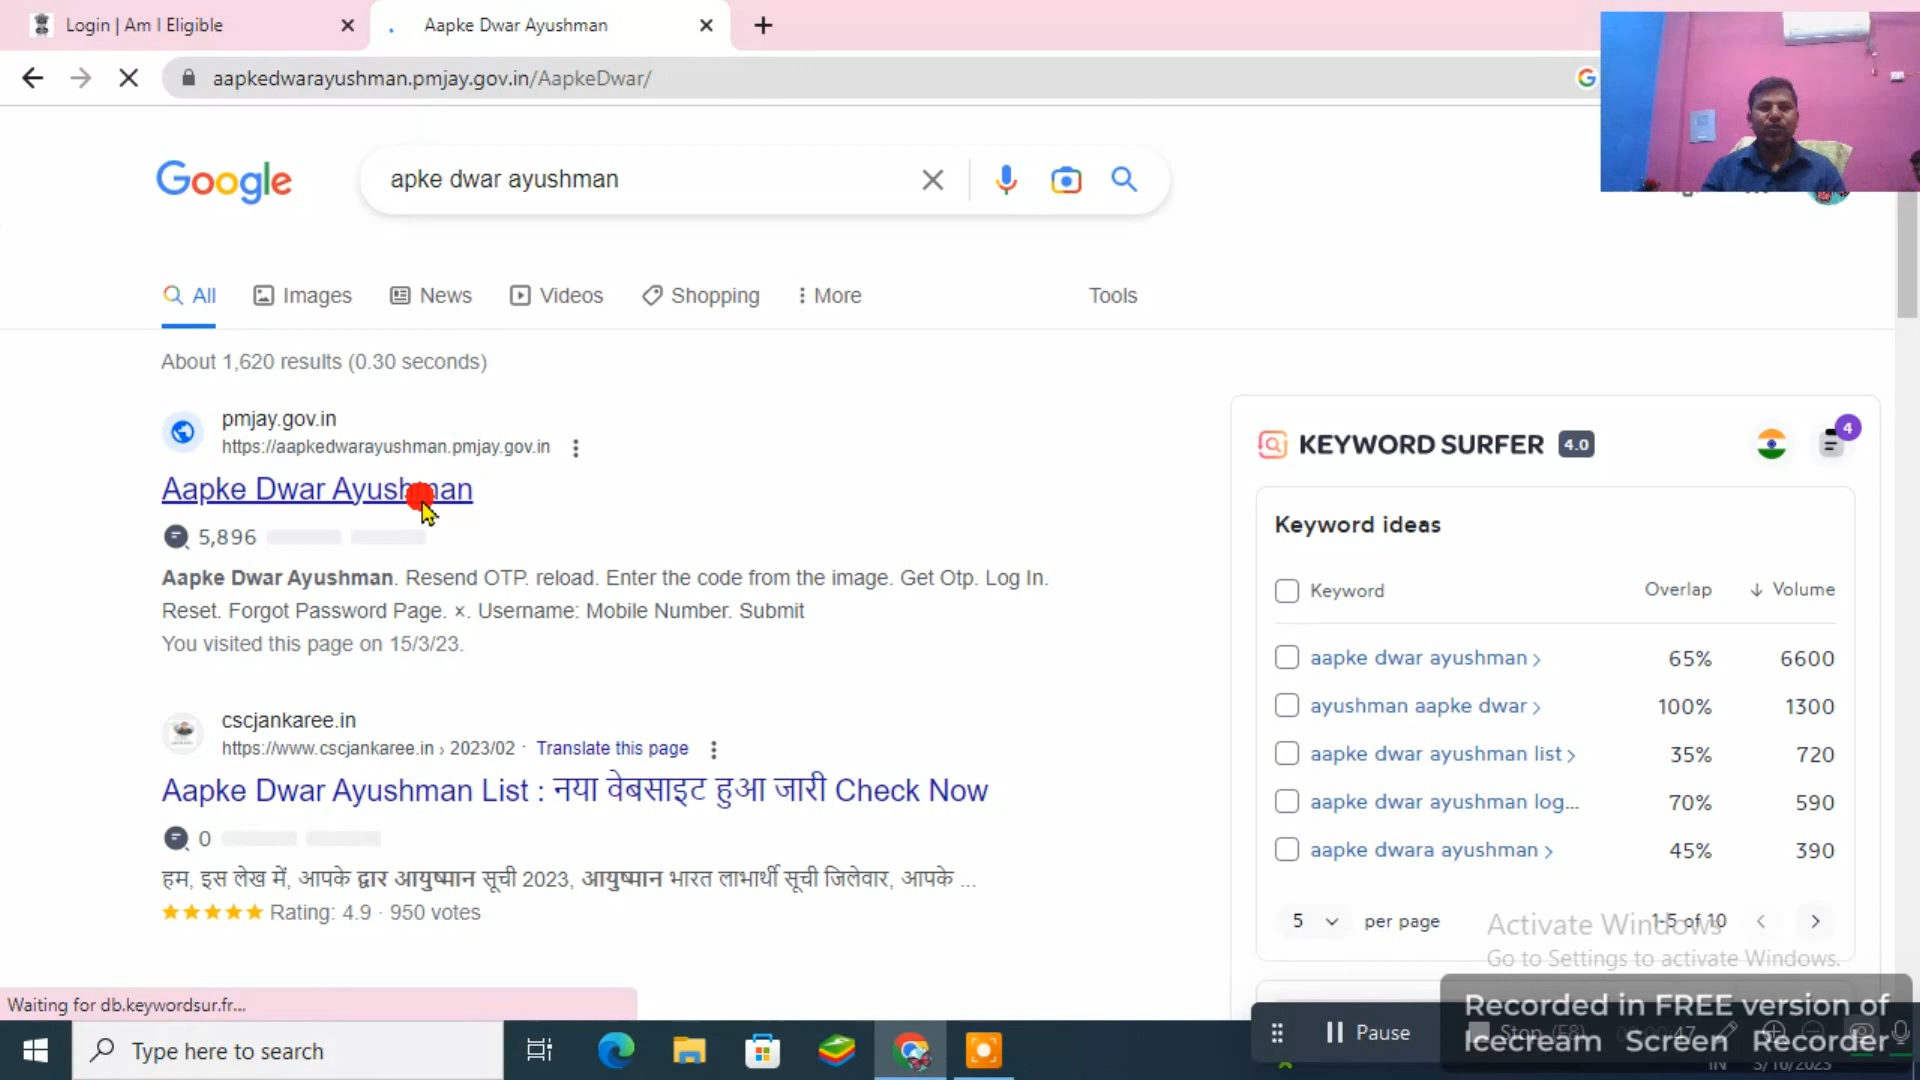 Login | Am I Eligible
Aapke Dwar Ayushman
aapkedwarayushman.pmjay.gov.in/AapkeDwar/
Google
apke dwar ayushman
All
Images
News
Videos
Shopping
More
Tools
About 1,620 results (0.30 seconds)
pmjay.gov.in
https://aapkedwarayushman.pmjay.gov.in
Aapke Dwar Ayushman
5,896
Aapke Dwar Ayushman. Resend OTP. reload. Enter the code from the image. Get Otp. Log In.
Reset. Forgot Password Page. ×. Username: Mobile Number. Submit
You visited this page on 15/3/23.
cscjankaree.in
https://www.cscjankaree.in › 2023/02 · Translate this page
Aapke Dwar Ayushman List : नया वेबसाइट हुआ जारी Check Now
0
हम, इस लेख में, आपके द्वार आयुष्मान सूची 2023, आयुष्मान भारत लाभार्थी सूची जिलेवार, आपके ...
Rating: 4.9 · 950 votes
KEYWORD SURFER 4.0
4
Keyword ideas
Keyword Overlap Volume
aapke dwar ayushman 65% 6600
ayushman aapke dwar 100% 1300
aapke dwar ayushman list 35% 720
aapke dwar ayushman log... 70% 590
aapke dwara ayushman 45% 390
5 per page 1-5 of 10
Activate Windows
Go to Settings to activate Windows.
Waiting for db.keywordsur.fr...
Type here to search
Pause
Stop (F8)
Recorded in FREE version of
Icecream Screen Recorder
IN 3/16/2023